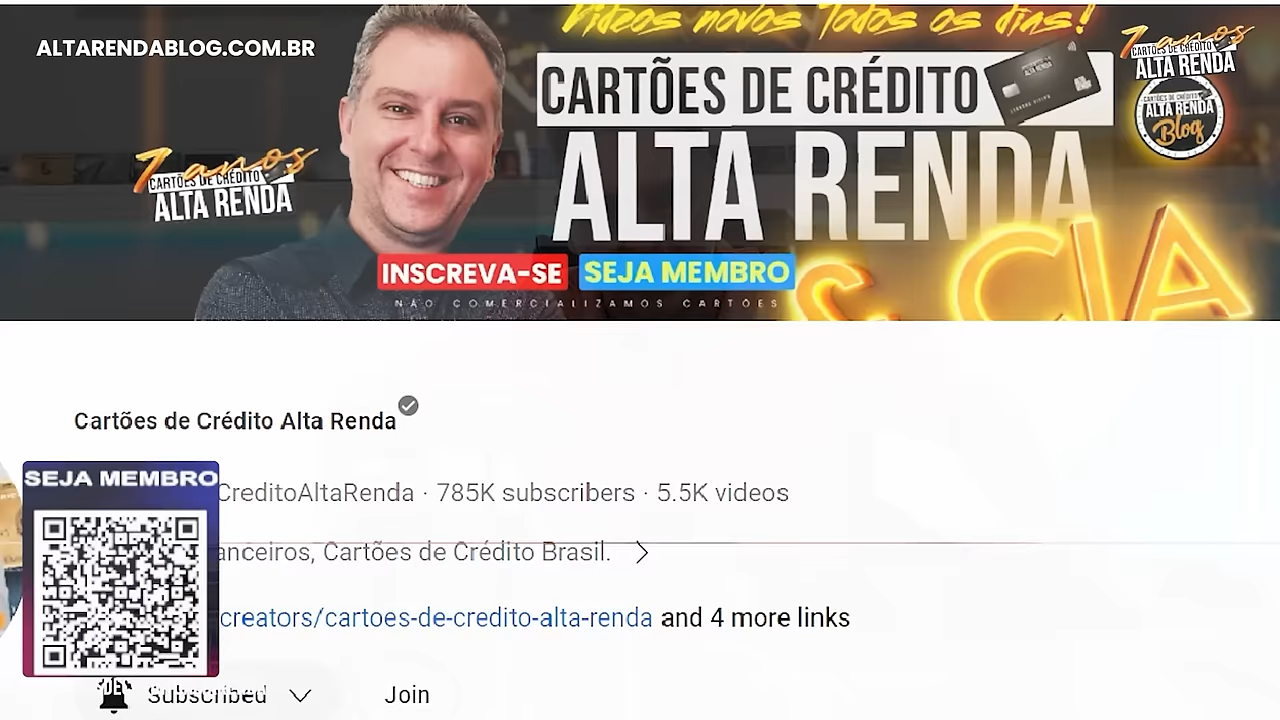 Vídeos novos Todos os dias!
ALTARENDABLOG.COM.BR
7 anos
CARTÕES DE CRÉDITO
ALTA RENDA
CARTÕES DE CRÉDITO
ALTA RENDA
& CIA
7 anos
CARTÕES DE CRÉDITO
ALTA RENDA
CARTÕES DE CRÉDITO
ALTA RENDA
Blog
INSCREVA-SE SEJA MEMBRO
NÃO COMERCIALIZAMOS CARTÕES
Cartões de Crédito Alta Renda
SEJA MEMBRO
CreditoAltaRenda · 785K subscribers · 5.5K videos
anceiros, Cartões de Crédito Brasil.
creators/cartoes-de-credito-alta-renda and 4 more links
Subscribed Join